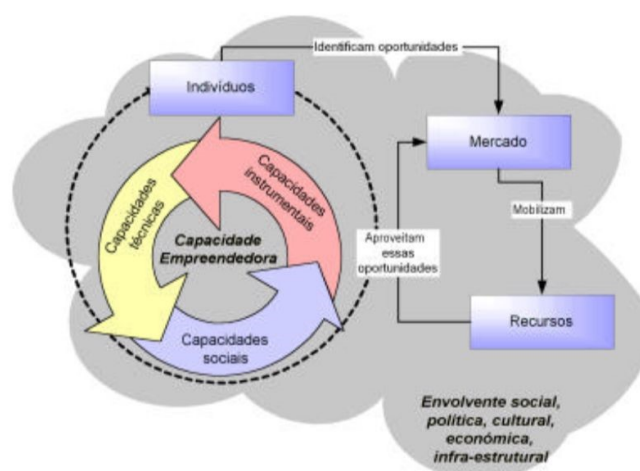 Identificam oportunidades
Indivíduos
Mercado
Capacidades
instrumentais
Capacidades
técnicas
Capacidade
Empreendedora
Capacidades
sociais
Mobilizam
Aproveitam
essas
oportunidades
Recursos
Envolvente social,
política, cultural,
económica,
infra-estrutural